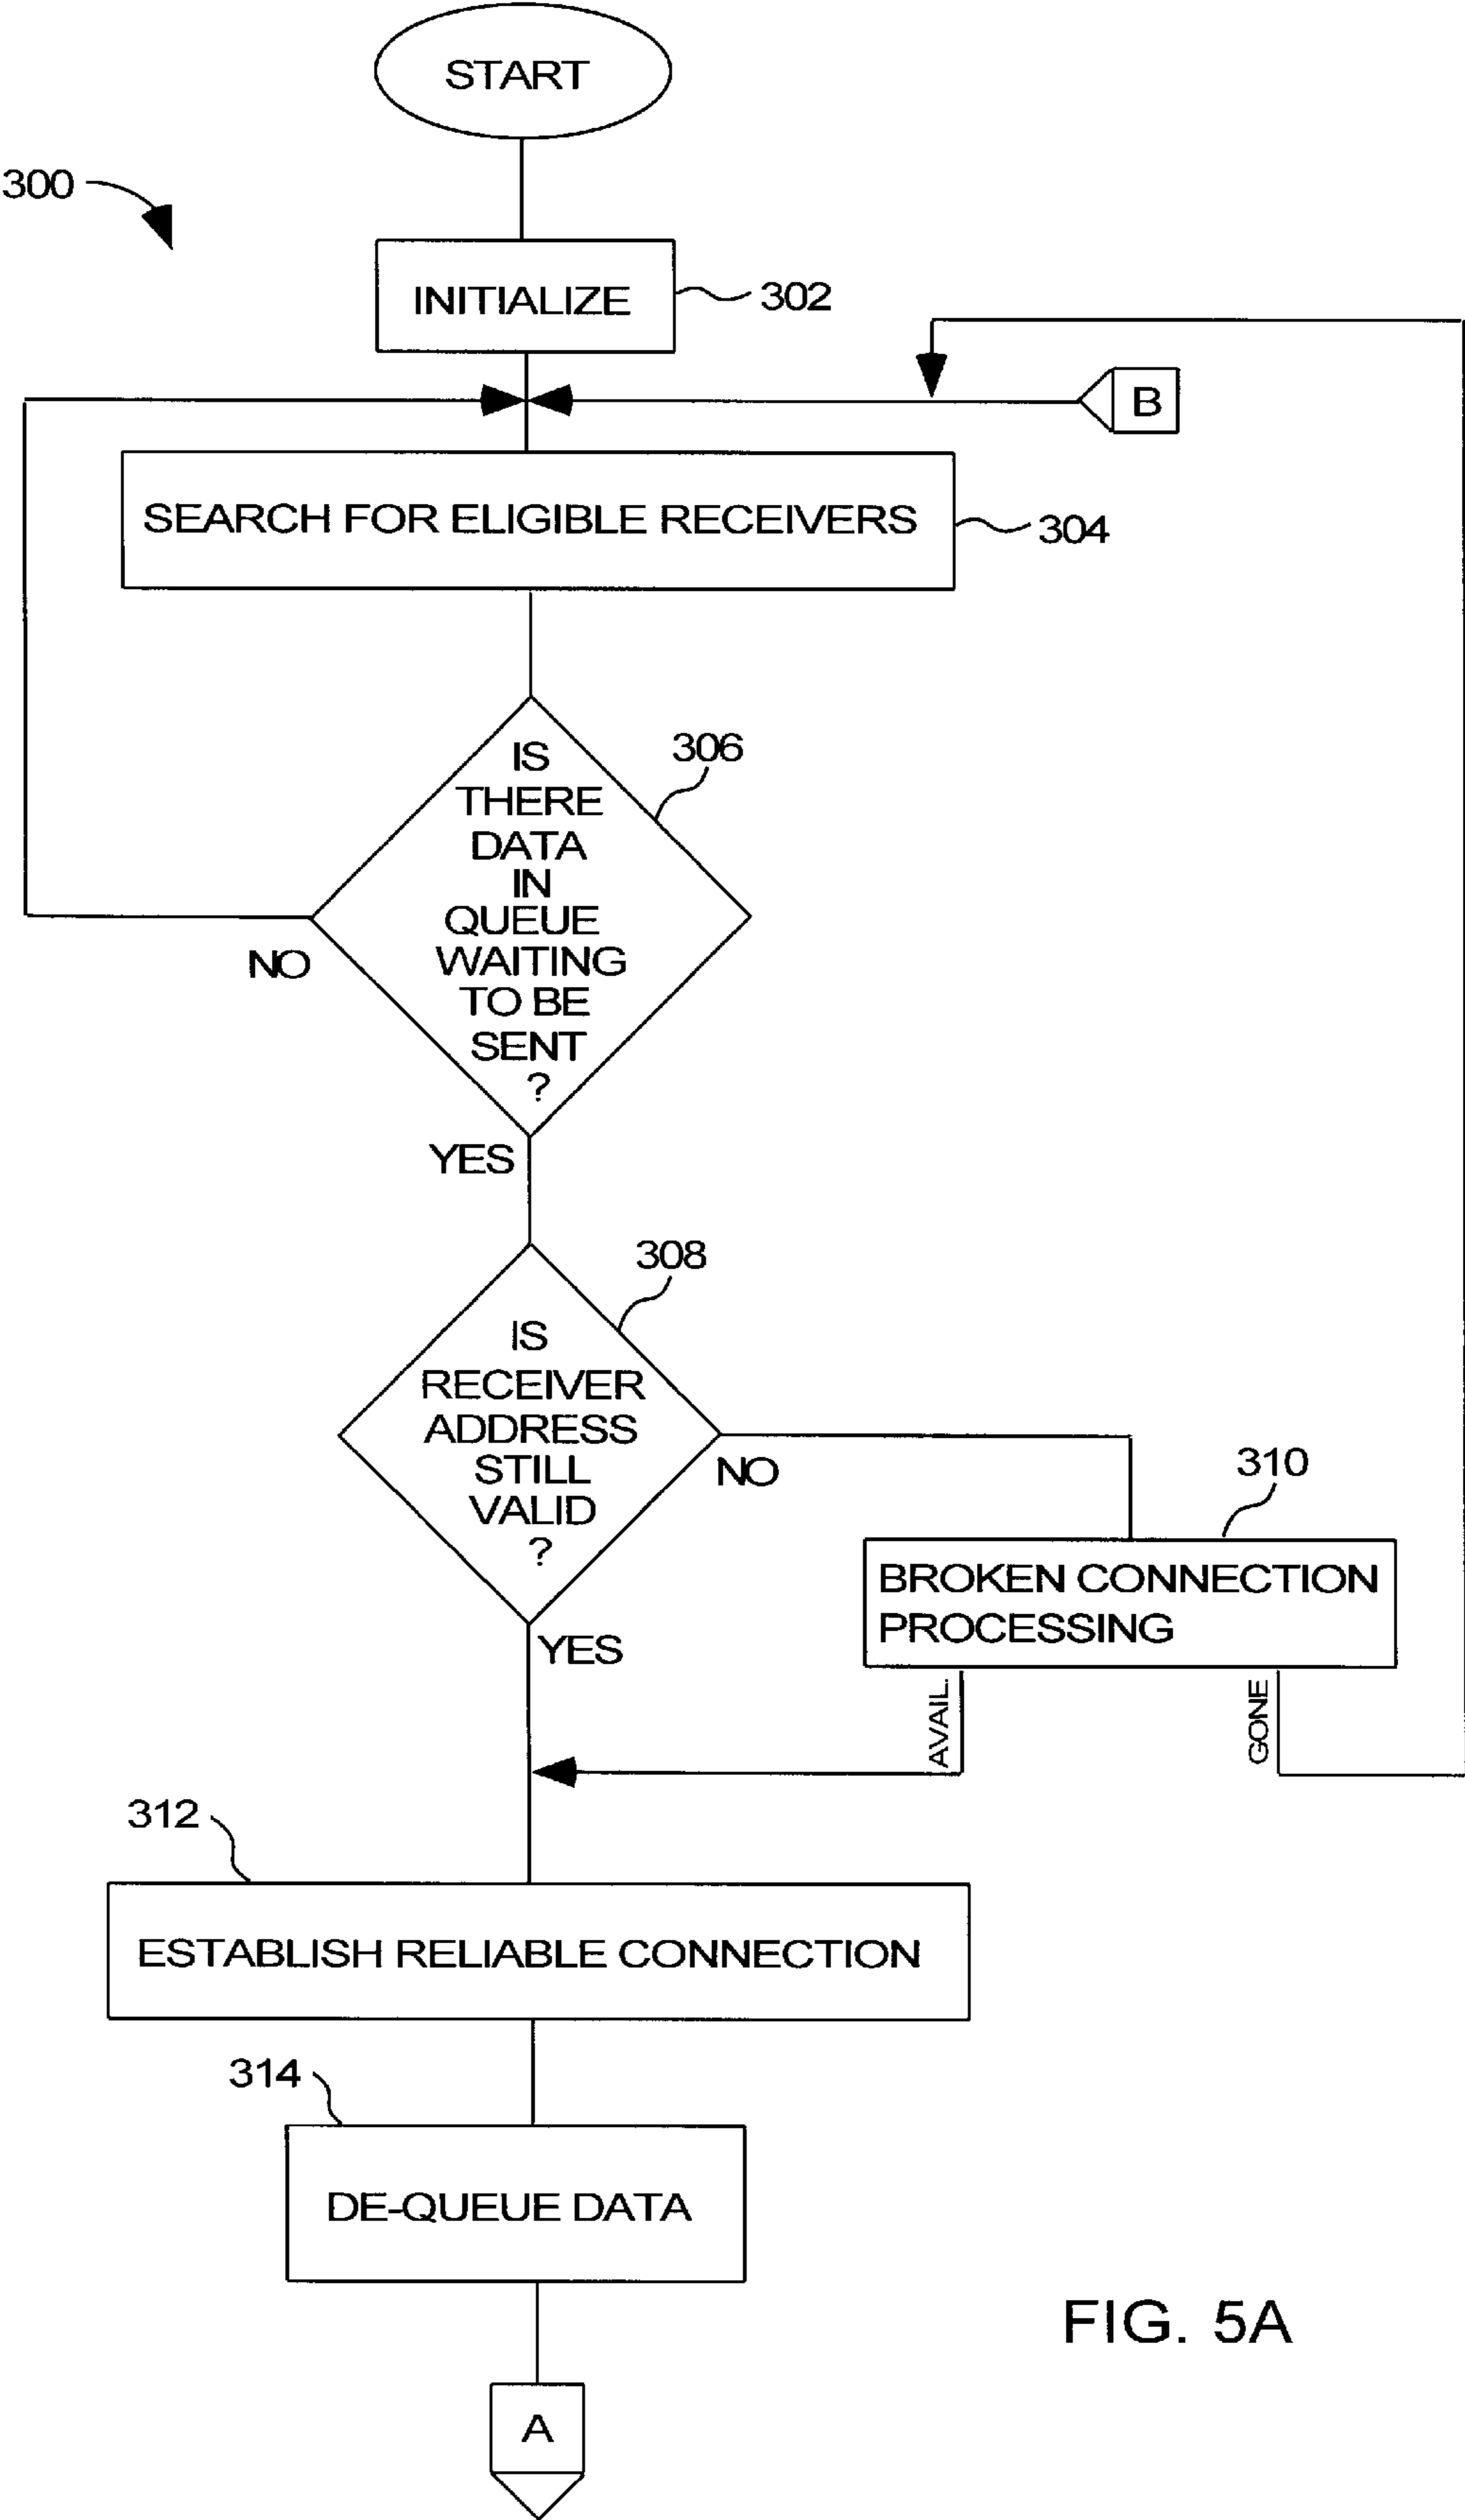 START
300
INITIALIZE
302
B
SEARCH FOR ELIGIBLE RECEIVERS
304
306
IS
THERE
DATA
IN
QUEUE
WAITING
TO BE
SENT
?
NO
YES
308
IS
RECEIVER
ADDRESS
STILL
VALID
?
NO
YES
310
BROKEN CONNECTION
PROCESSING
AVAIL.
GONE
312
ESTABLISH RELIABLE CONNECTION
314
DE-QUEUE DATA
A
FIG. 5A